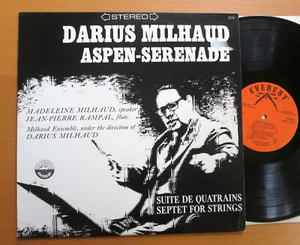 STEREO
DARIUS MILHAUD
ASPEN-SERENADE
MADELEINE MILHAUD, speaker
JEAN-PIERRE RAMPAL, flute
Milhaud Ensemble, under the direction of
DARIUS MILHAUD
SUITE DE QUATRAINS
SEPTET FOR STRINGS
EVEREST